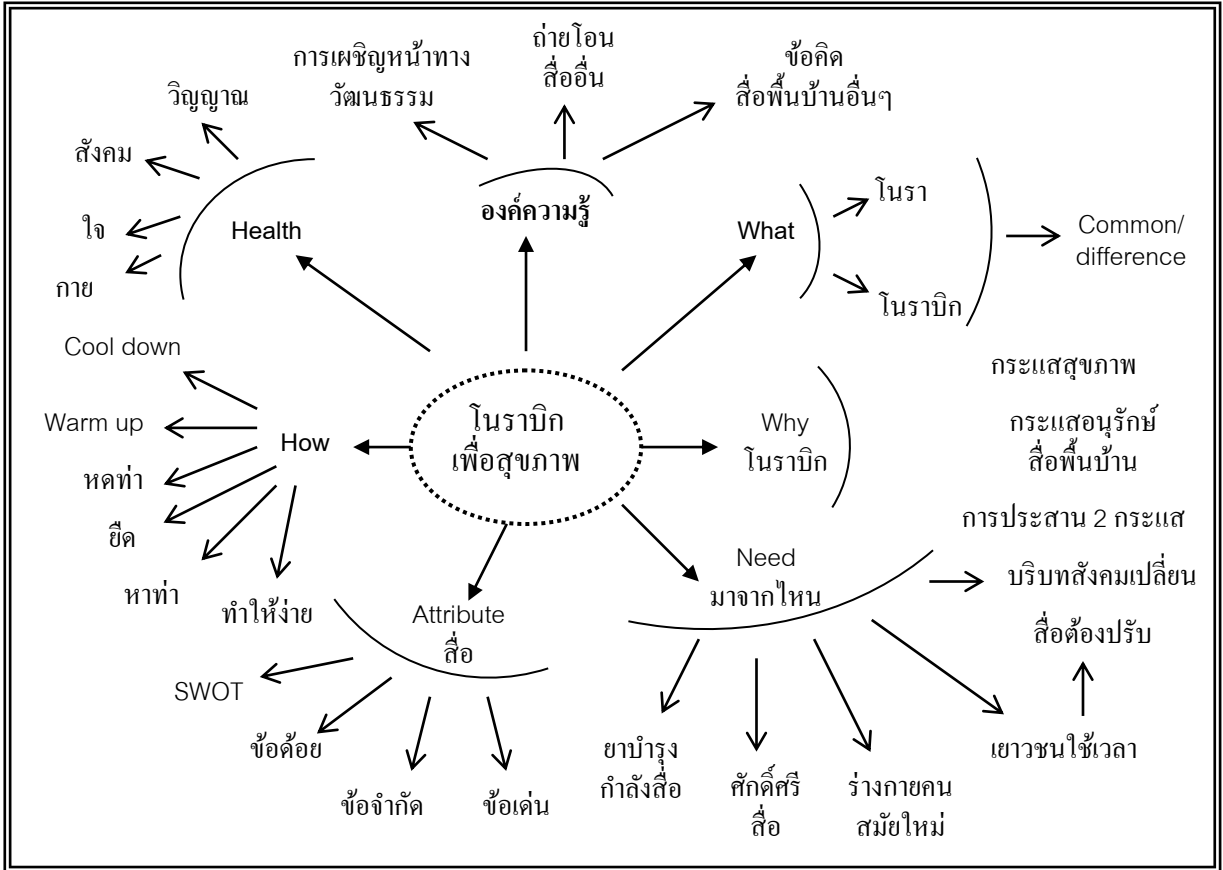 ถ่ายโอน
สื่ออื่น
การเผชิญหน้าทาง
วัฒนธรรม
ข้อคิด
สื่อพื้นบ้านอื่นๆ
วิญญาณ
สังคม
ใจ
กาย
Health
องค์ความรู้
What
โนรา
โนราบิก
Common/
difference
Cool down
Warm up
หดท่า
ยืด
หาท่า
ทำให้ง่าย
How
โนราบิก
เพื่อสุขภาพ
Why
โนราบิก
กระแสสุขภาพ
กระแสอนุรักษ์
สื่อพื้นบ้าน
การประสาน 2 กระแส
Need
มาจากไหน
บริบทสังคมเปลี่ยน
สื่อต้องปรับ
เยาวชนใช้เวลา
Attribute
สื่อ
SWOT
ข้อด้อย
ข้อจำกัด
ข้อเด่น
ยาบำรุง
กำลังสื่อ
ศักดิ์ศรี
สื่อ
ร่างกายคน
สมัยใหม่